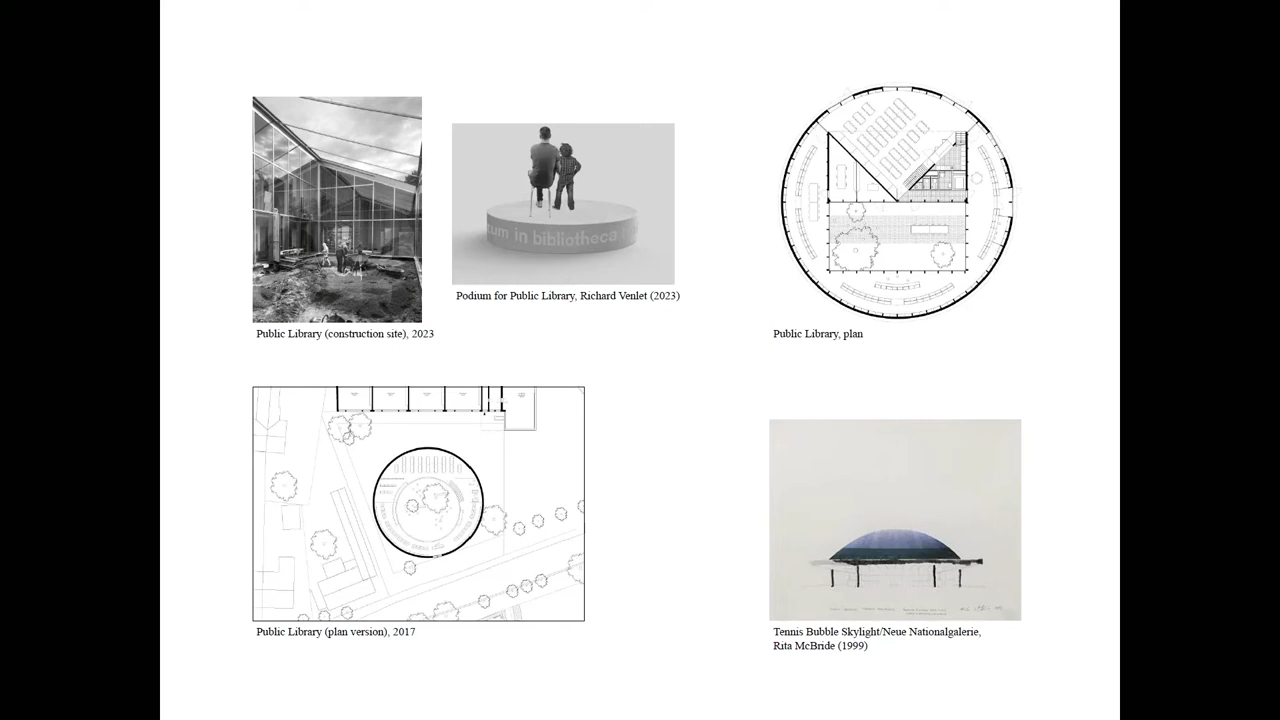 um in bibliotheca
Podium for Public Library, Richard Venlet (2023)
Public Library (construction site), 2023
Public Library, plan
Public Library (plan version), 2017
Tennis Bubble Skylight/Neue Nationalgalerie,
Rita McBride (1999)